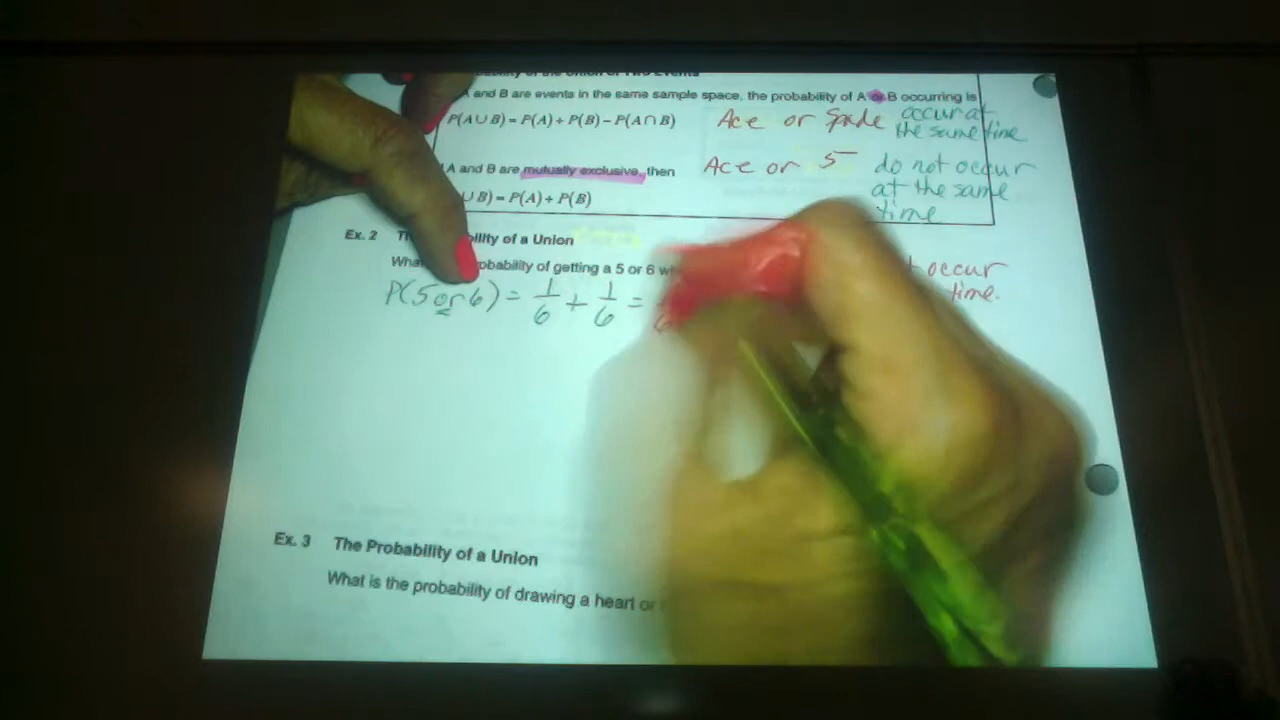 A and B are events in the same sample space, the probability of A or B occurring is
P(A∪B) = P(A) + P(B) − P(A∩B)
Ace or Spade occur at the same time
A and B are mutually exclusive, then
Ace or 5 do not occur at the same time
∪ B) = P(A) + P(B)
Ex. 2 of a Union
of getting a 5 or 6
occur
time.
P(5 or 6) = 1/6 + 1/6 =
Ex. 3 The Probability of a Union
What is the probability of drawing a heart or